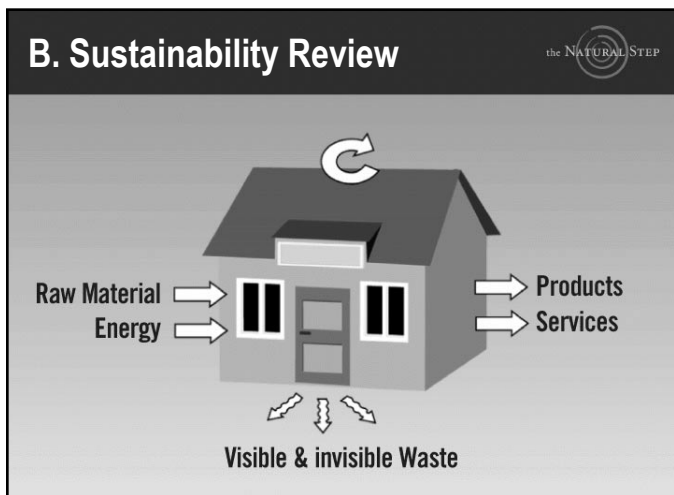 B. Sustainability Review
the NATURAL STEP
Raw Material
Energy
Products
Services
Visible & invisible Waste